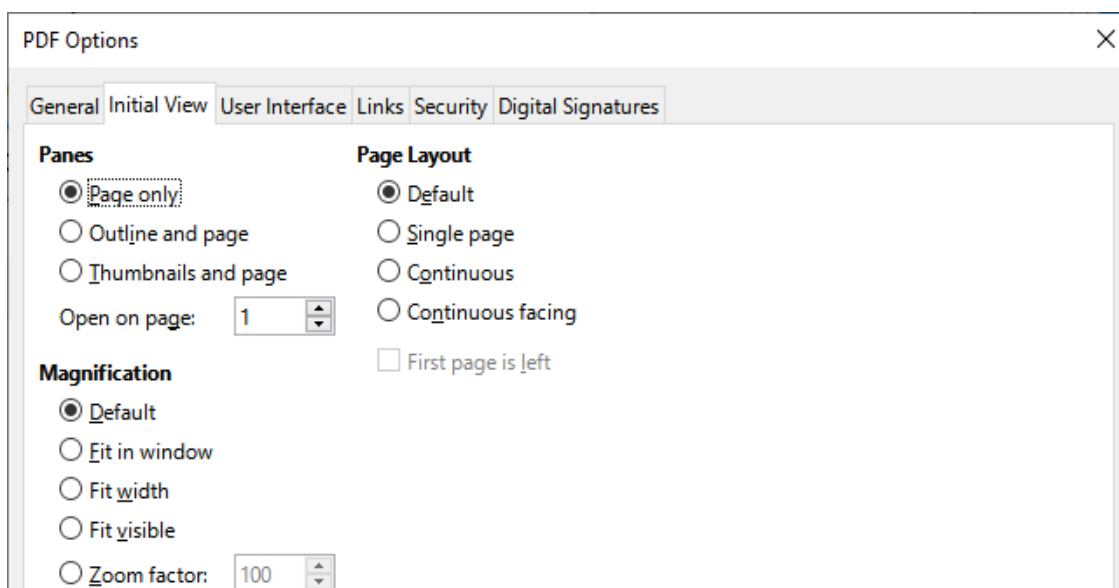 PDF Options
General Initial View User Interface Links Security Digital Signatures
Panes
Page only
Outline and page
Thumbnails and page
Open on page: 1
Page Layout
Default
Single page
Continuous
Continuous facing
First page is left
Magnification
Default
Fit in window
Fit width
Fit visible
Zoom factor: 100